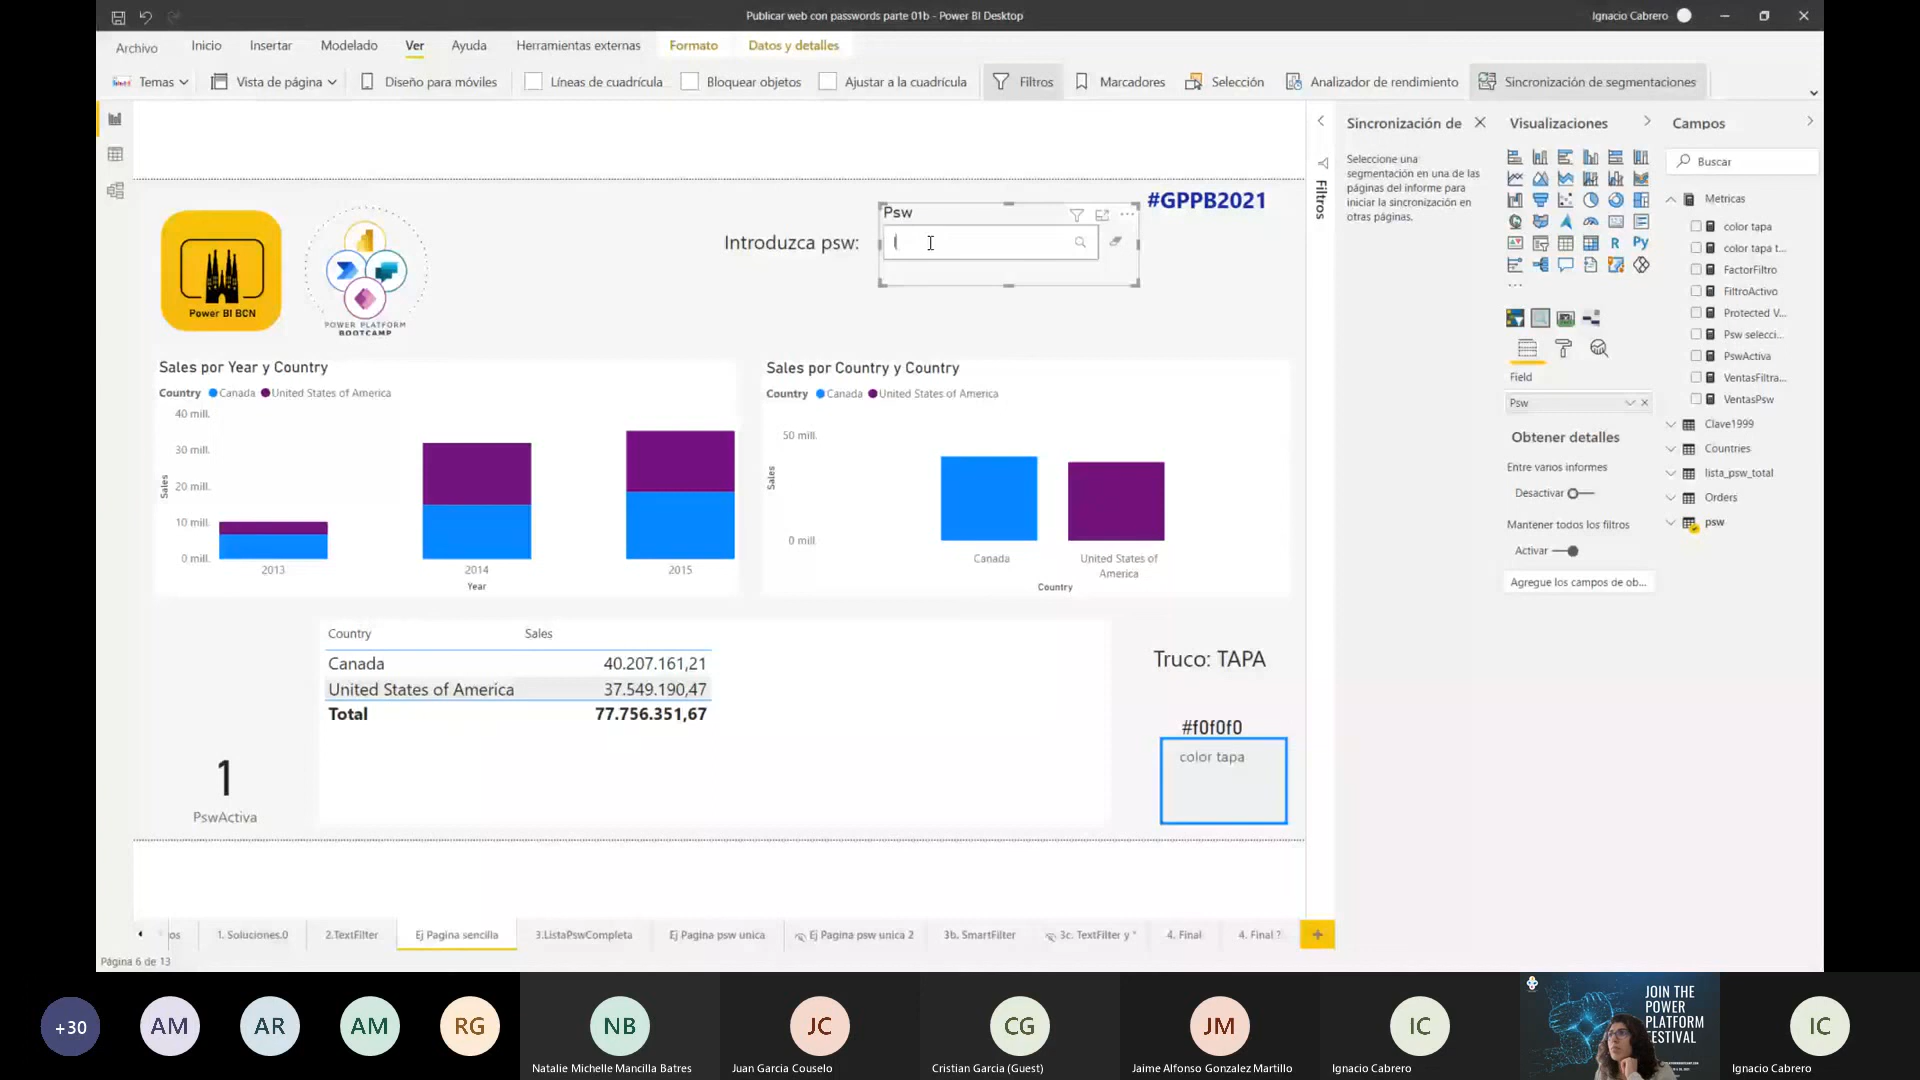 Publicar web con passwords parte 01b - Power BI Desktop
Ignacio Cabrero
Archivo
Inicio
Insertar
Modelado
Ver
Ayuda
Herramientas externas
Formato
Datos y detalles
Temas
Vista de página
Diseño para móviles
Líneas de cuadrícula
Bloquear objetos
Ajustar a la cuadrícula
Filtros
Marcadores
Selección
Analizador de rendimiento
Sincronización de segmentaciones
Power BI BCN
POWER PLATFORM
BOOTCAMP
Introduzca psw:
Psw
#GPPB2021
Sales por Year y Country
Country Canada United States of America
40 mill.
30 mill.
20 mill.
10 mill.
0 mill.
Sales
2013
2014
2015
Year
Sales por Country y Country
Country Canada United States of America
50 mill.
0 mill.
Sales
Canada
United States of
America
Country
Country Sales
Canada 40.207.161,21
United States of America 37.549.190,47
Total 77.756.351,67
1
PswActiva
Truco: TAPA
#f0f0f0
color tapa
Filtros
Sincronización de
Seleccione una
segmentación en una de las
páginas del informe para
iniciar la sincronización en
otras páginas.
Visualizaciones
R
Py
Field
Psw
Obtener detalles
Entre varios informes
Desactivar
Mantener todos los filtros
Activar
Agregue los campos de ob...
Campos
Buscar
Metricas
color tapa
color tapa t...
FactorFiltro
FiltroActivo
Protected V...
Psw selecci...
PswActiva
VentasFiltra...
VentasPsw
Clave1999
Countries
lista_psw_total
Orders
psw
os
1. Soluciones.0
2.TextFilter
Ej Pagina sencilla
3.ListaPswCompleta
Ej Pagina psw unica
Ej Pagina psw unica 2
3b. SmartFilter
3c. TextFilter y *
4. Final
4. Final ?
Página 6 de 13
+30
AM
AR
AM
RG
NB
Natalie Michelle Mancilla Batres
JC
Juan Garcia Couselo
CG
Cristian Garcia (Guest)
JM
Jaime Alfonso Gonzalez Martillo
IC
Ignacio Cabrero
JOIN THE
POWER
PLATFORM
FESTIVAL
IC
Ignacio Cabrero